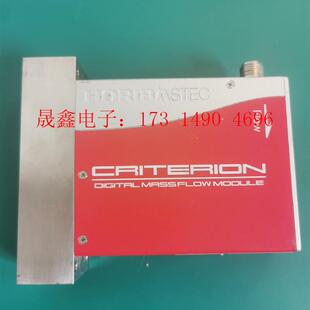 HORIBASTEC
晟鑫电子：173 1490 4696
CRITERION
DIGITAL MASS FLOW MODULE